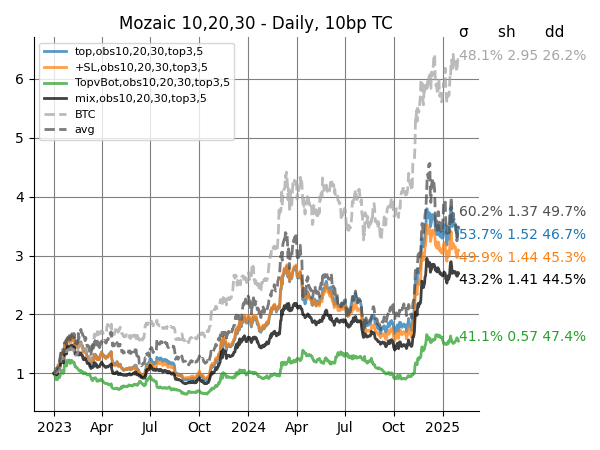 Mozaic 10,20,30 - Daily, 10bp TC
σ sh dd
top,obs10,20,30,top3,5
+SL,obs10,20,30,top3,5
TopvBot,obs10,20,30,top3,5
mix,obs10,20,30,top3,5
BTC
avg
48.1% 2.95 26.2%
60.2% 1.37 49.7%
53.7% 1.52 46.7%
49.9% 1.44 45.3%
43.2% 1.41 44.5%
41.1% 0.57 47.4%
6
5
4
3
2
1
2023 Apr Jul Oct 2024 Apr Jul Oct 2025